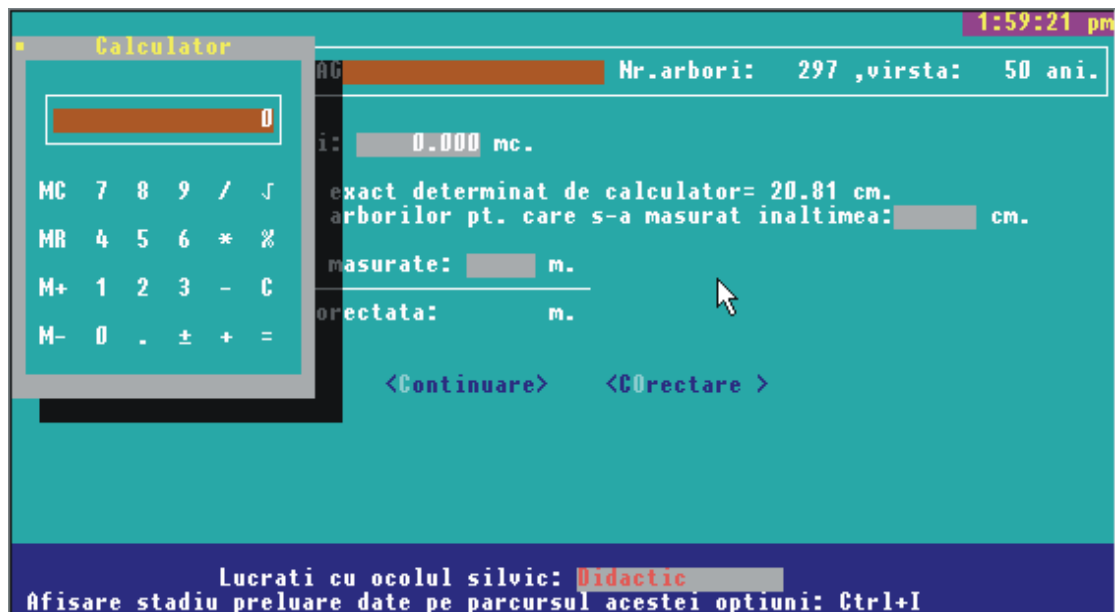 1:59:21 pm
Calculator
AG Nr.arbori: 297 ,virsta: 50 ani.
0
i: 0.000 mc.
MC 7 8 9 / √
exact determinat de calculator= 20.81 cm.
arborilor pt. care s-a masurat inaltimea: cm.
MR 4 5 6 * %
masurate: m.
M+ 1 2 3 - C
orectata: m.
M- 0 . ± + =
<Continuare> <COrectare >
Lucrati cu ocolul silvic: Didactic
Afisare stadiu preluare date pe parcursul acestei optiuni: Ctrl+I